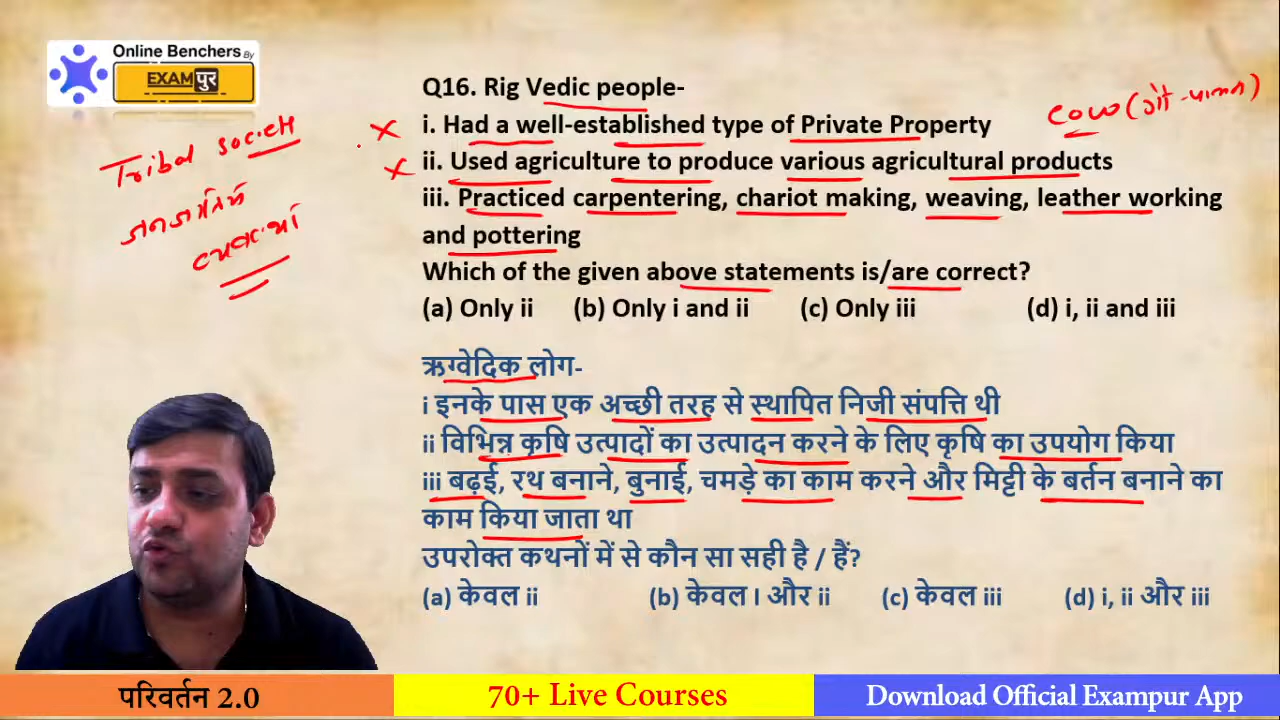 Online Benchers By
EXAMपुर
Q16. Rig Vedic people-
i. Had a well-established type of Private Property
ii. Used agriculture to produce various agricultural products
iii. Practiced carpentering, chariot making, weaving, leather working
and pottering
Which of the given above statements is/are correct?
(a) Only ii (b) Only i and ii (c) Only iii (d) i, ii and iii
Tribal society
cow
ऋग्वेदिक लोग-
i इनके पास एक अच्छी तरह से स्थापित निजी संपत्ति थी
ii विभिन्न कृषि उत्पादों का उत्पादन करने के लिए कृषि का उपयोग किया
iii बढ़ई, रथ बनाने, बुनाई, चमड़े का काम करने और मिट्टी के बर्तन बनाने का
काम किया जाता था
उपरोक्त कथनों में से कौन सा सही है / हैं?
(a) केवल ii (b) केवल I और ii (c) केवल iii (d) i, ii और iii
परिवर्तन 2.0
70+ Live Courses
Download Official Exampur App